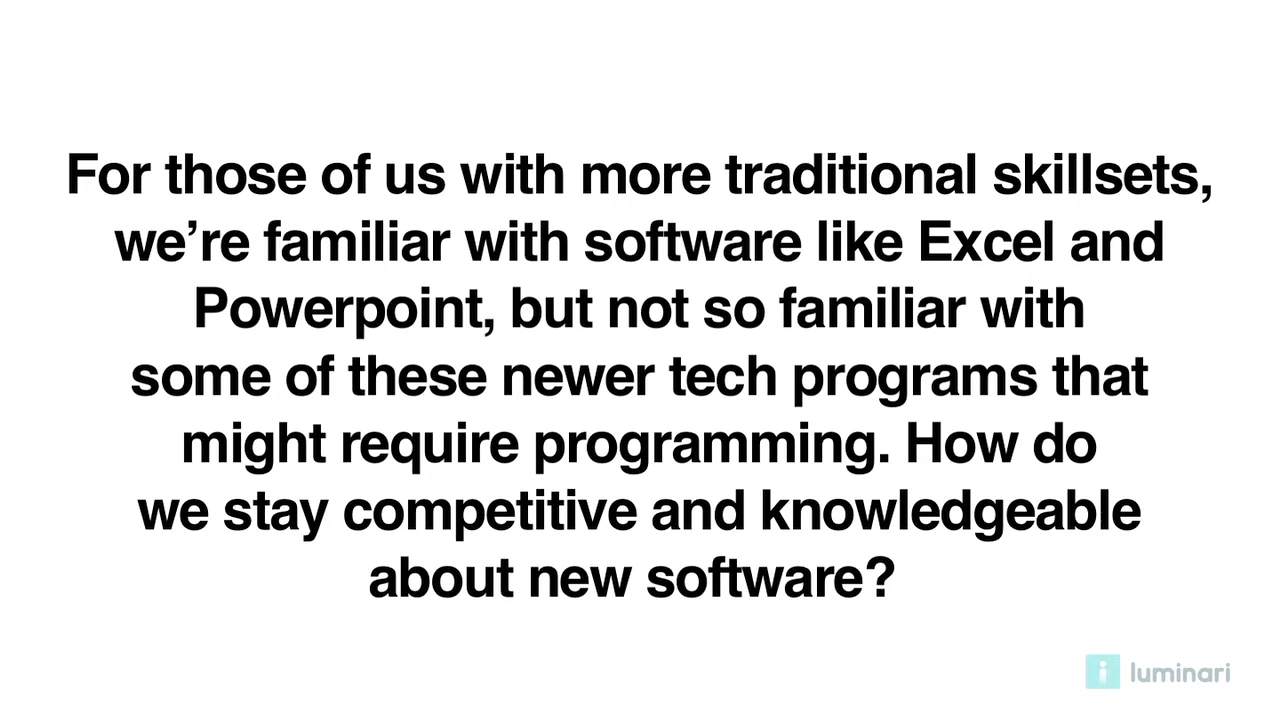 For those of us with more traditional skillsets,
we’re familiar with software like Excel and
Powerpoint, but not so familiar with
some of these newer tech programs that
might require programming. How do
we stay competitive and knowledgeable
about new software?
i luminari